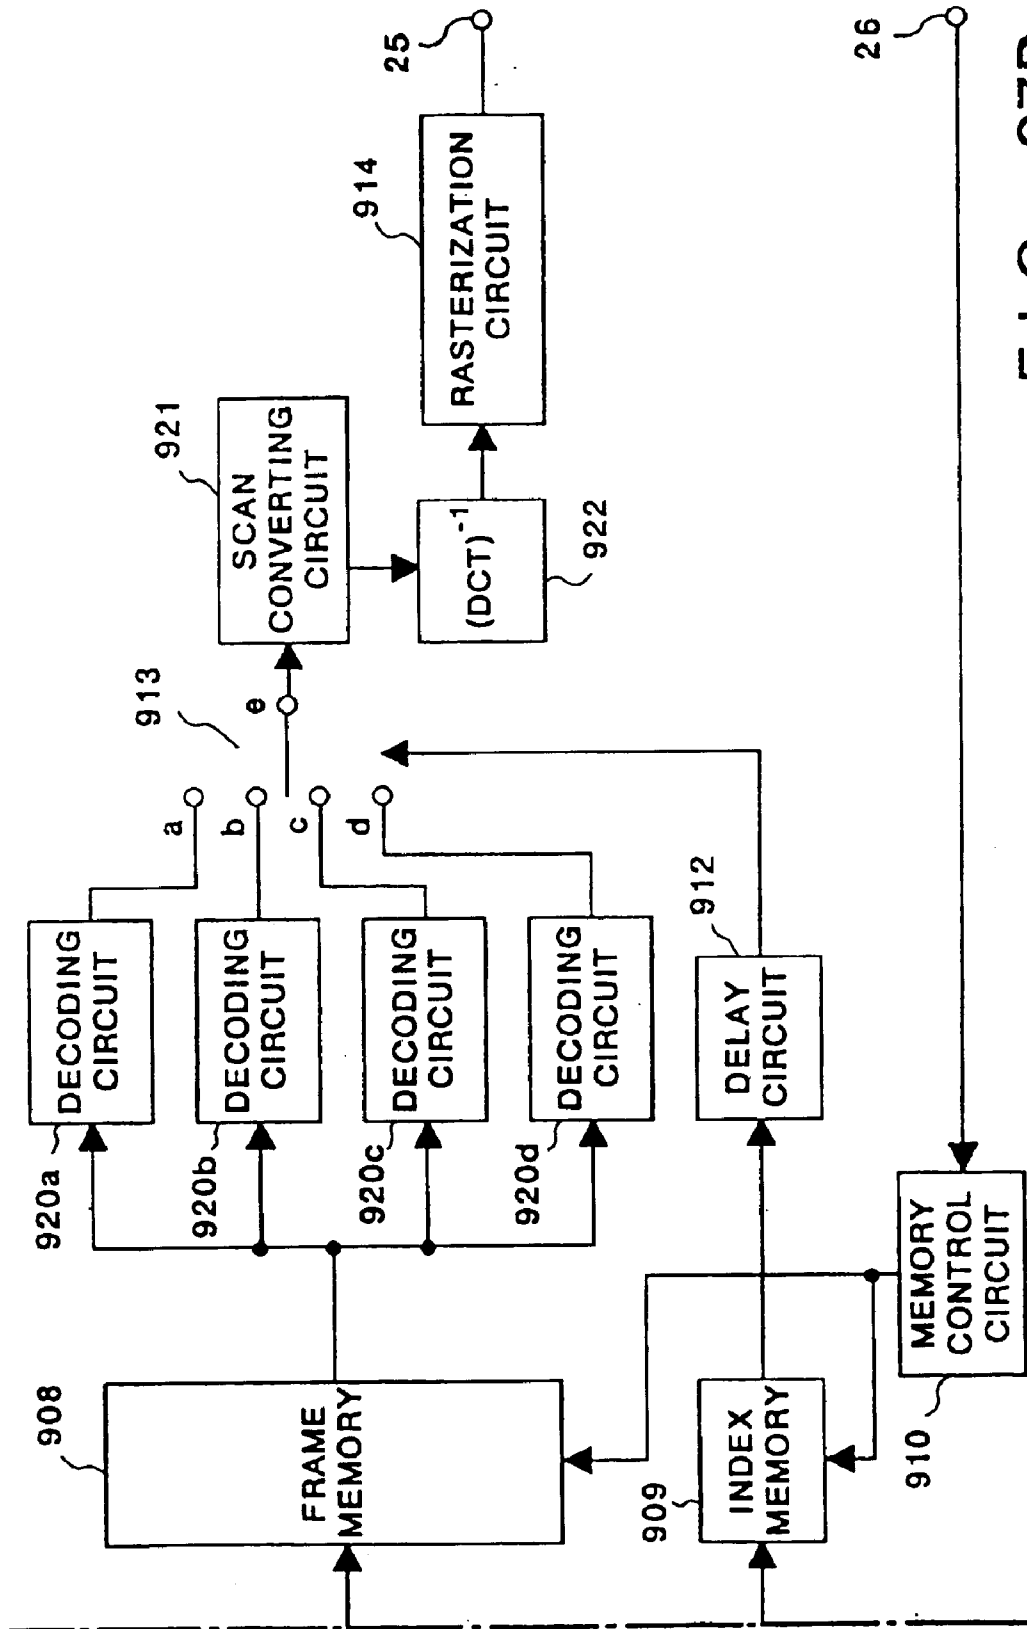 908
FRAME
MEMORY
920a
DECODING
CIRCUIT
920b
DECODING
CIRCUIT
920c
DECODING
CIRCUIT
920d
DECODING
CIRCUIT
a
b
c
d
e
913
921
SCAN
CONVERTING
CIRCUIT
(DCT)⁻¹
922
914
RASTERIZATION
CIRCUIT
25
909
INDEX
MEMORY
912
DELAY
CIRCUIT
910
MEMORY
CONTROL
CIRCUIT
26